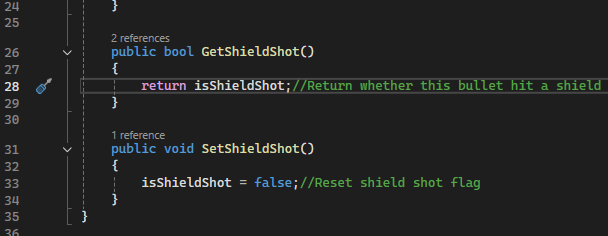 24 }
25
2 references
26 public bool GetShieldShot()
27 {
28 return isShieldShot;//Return whether this bullet hit a shield
29 }
30
1 reference
31 public void SetShieldShot()
32 {
33 isShieldShot = false;//Reset shield shot flag
34 }
35 }
36